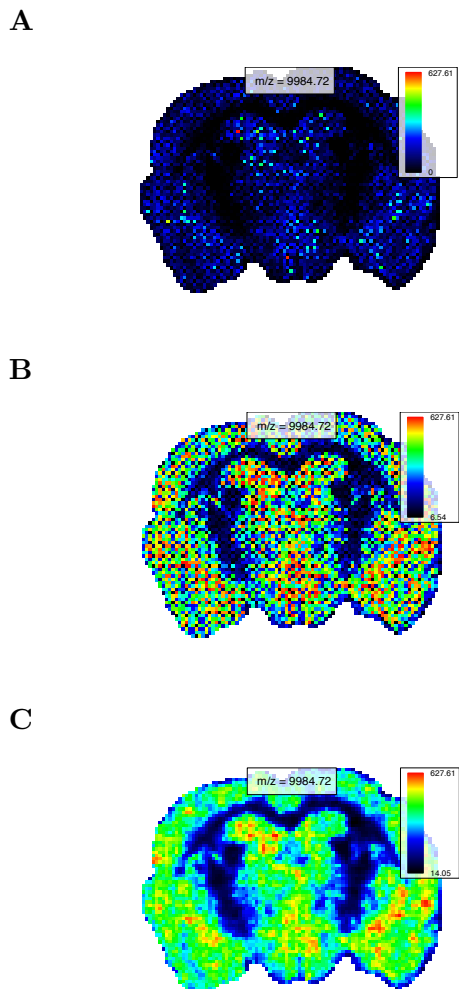 A
m/z = 9984.72
627.61
0
B
m/z = 9984.72
627.61
6.54
C
m/z = 9984.72
627.61
14.05